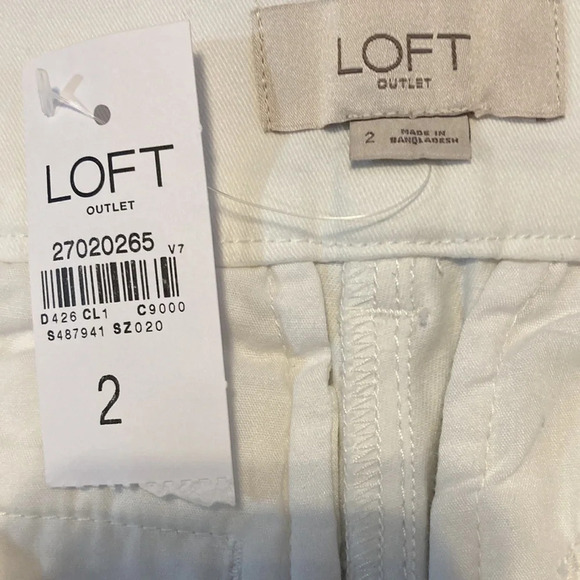 LOFT
OUTLET
27020265 V7
D426 CL1 C9000
S487941 SZ020
2
LOFT
OUTLET
2 MADE IN
BANGLADESH